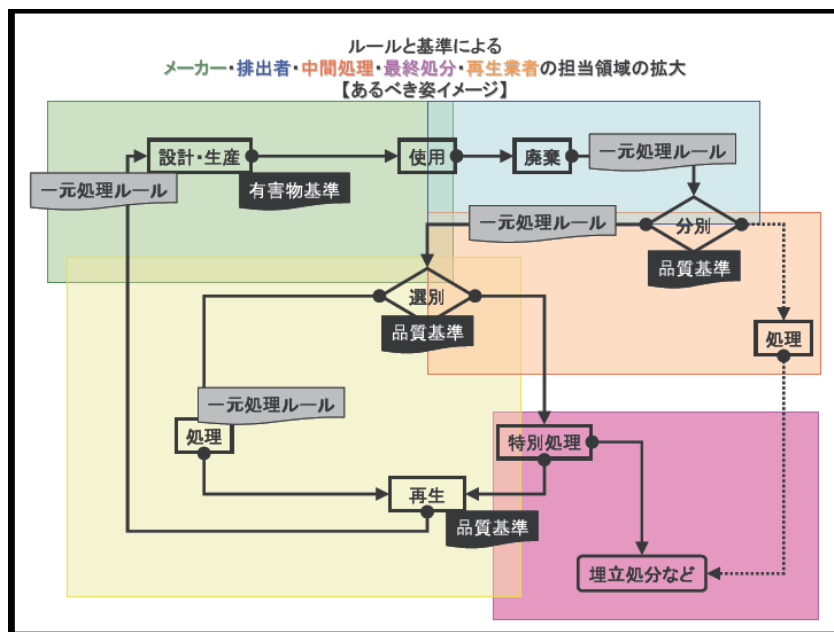 ルールと基準による
メーカー・排出者・中間処理・最終処分・再生業者の担当領域の拡大
【あるべき姿イメージ】
設計・生産
使用
廃棄
一元処理ルール
一元処理ルール
有害物基準
一元処理ルール
分別
品質基準
選別
品質基準
処理
一元処理ルール
処理
特別処理
再生
品質基準
埋立処分など